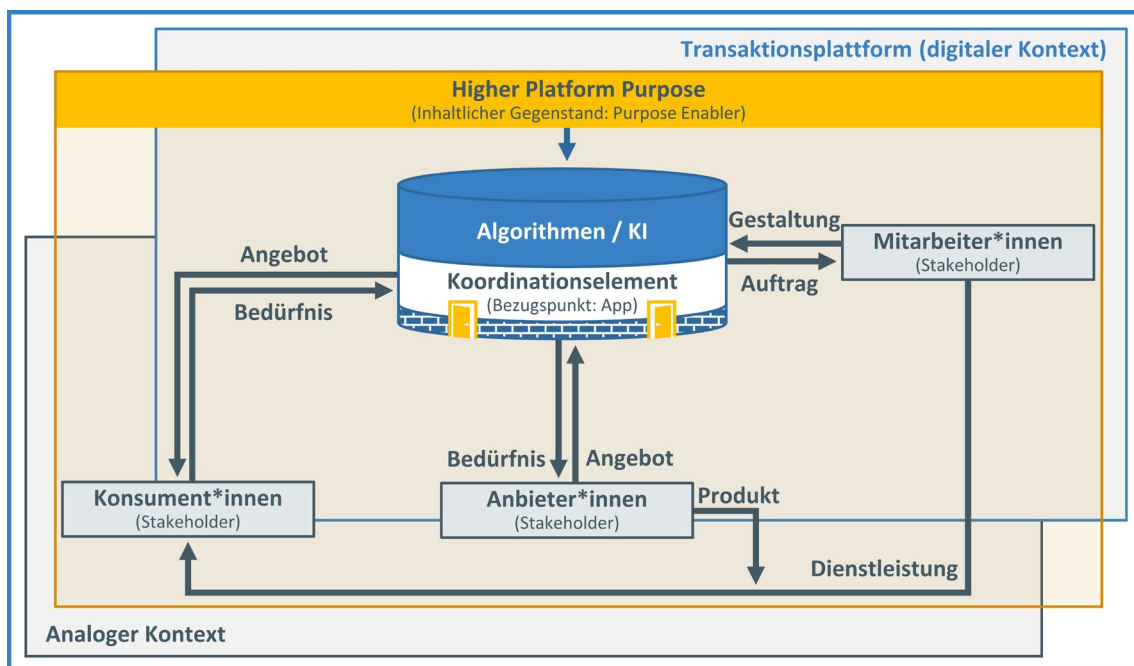 Transaktionsplattform (digitaler Kontext)
Higher Platform Purpose
(Inhaltlicher Gegenstand: Purpose Enabler)
Algorithmen / KI
Gestaltung
Mitarbeiter*innen
(Stakeholder)
Angebot
Koordinationselement
Auftrag
Bedürfnis
(Bezugspunkt: App)
Bedürfnis
Angebot
Konsument*innen
(Stakeholder)
Anbieter*innen
(Stakeholder)
Produkt
Dienstleistung
Analoger Kontext